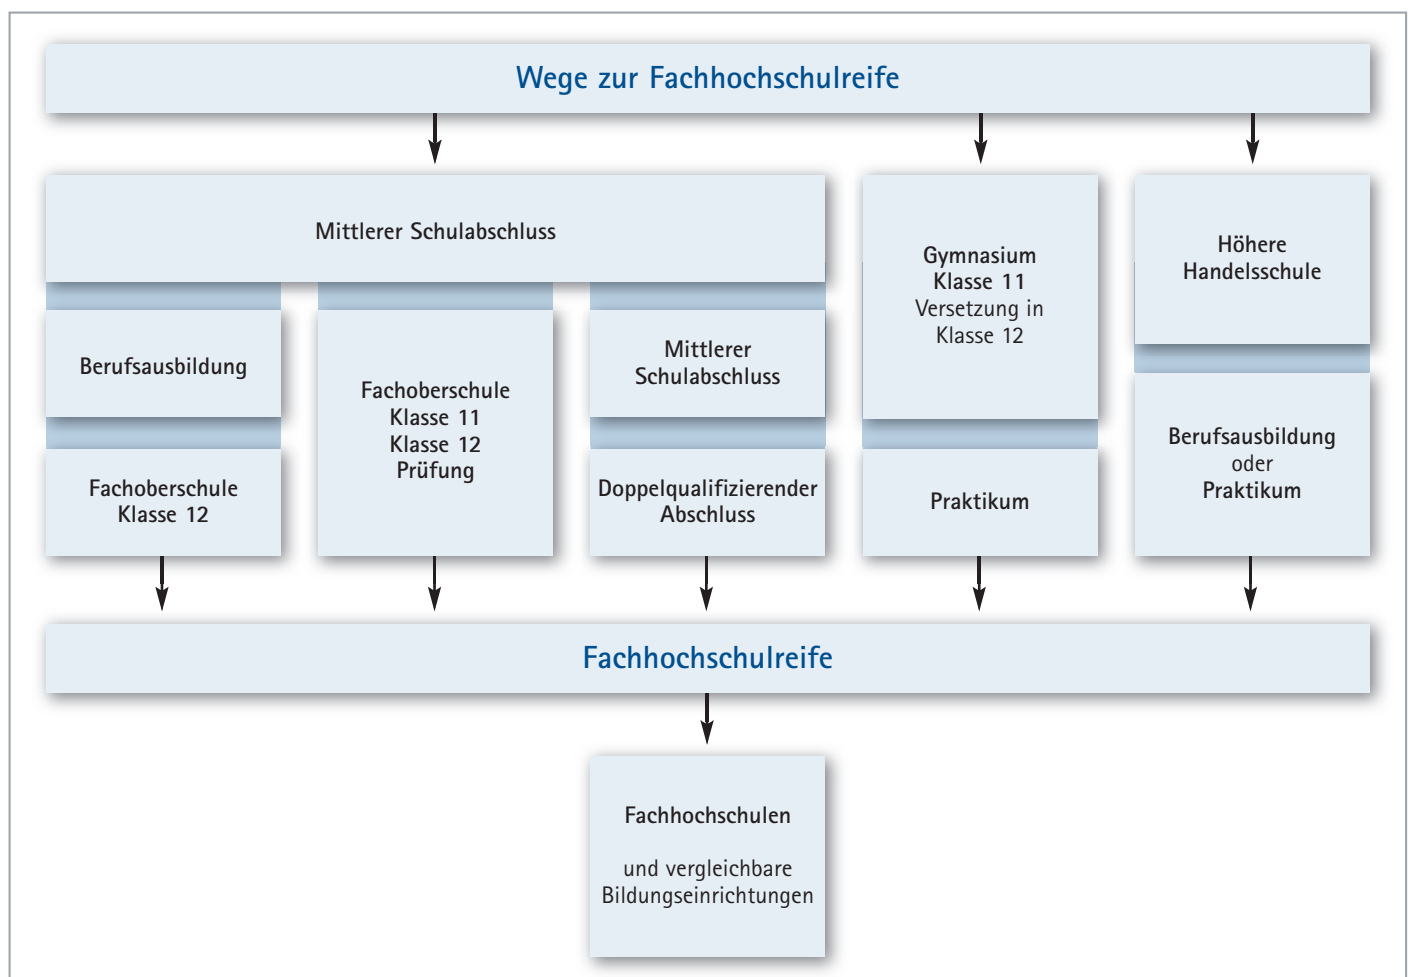 Wege zur Fachhochschulreife
Mittlerer Schulabschluss
Berufsausbildung
Fachoberschule
Klasse 12
Fachoberschule
Klasse 11
Klasse 12
Prüfung
Mittlerer
Schulabschluss
Doppelqualifizierender
Abschluss
Gymnasium
Klasse 11
Versetzung in
Klasse 12
Praktikum
Höhere
Handelsschule
Berufsausbildung
oder
Praktikum
Fachhochschulreife
Fachhochschulen
und vergleichbare
Bildungseinrichtungen